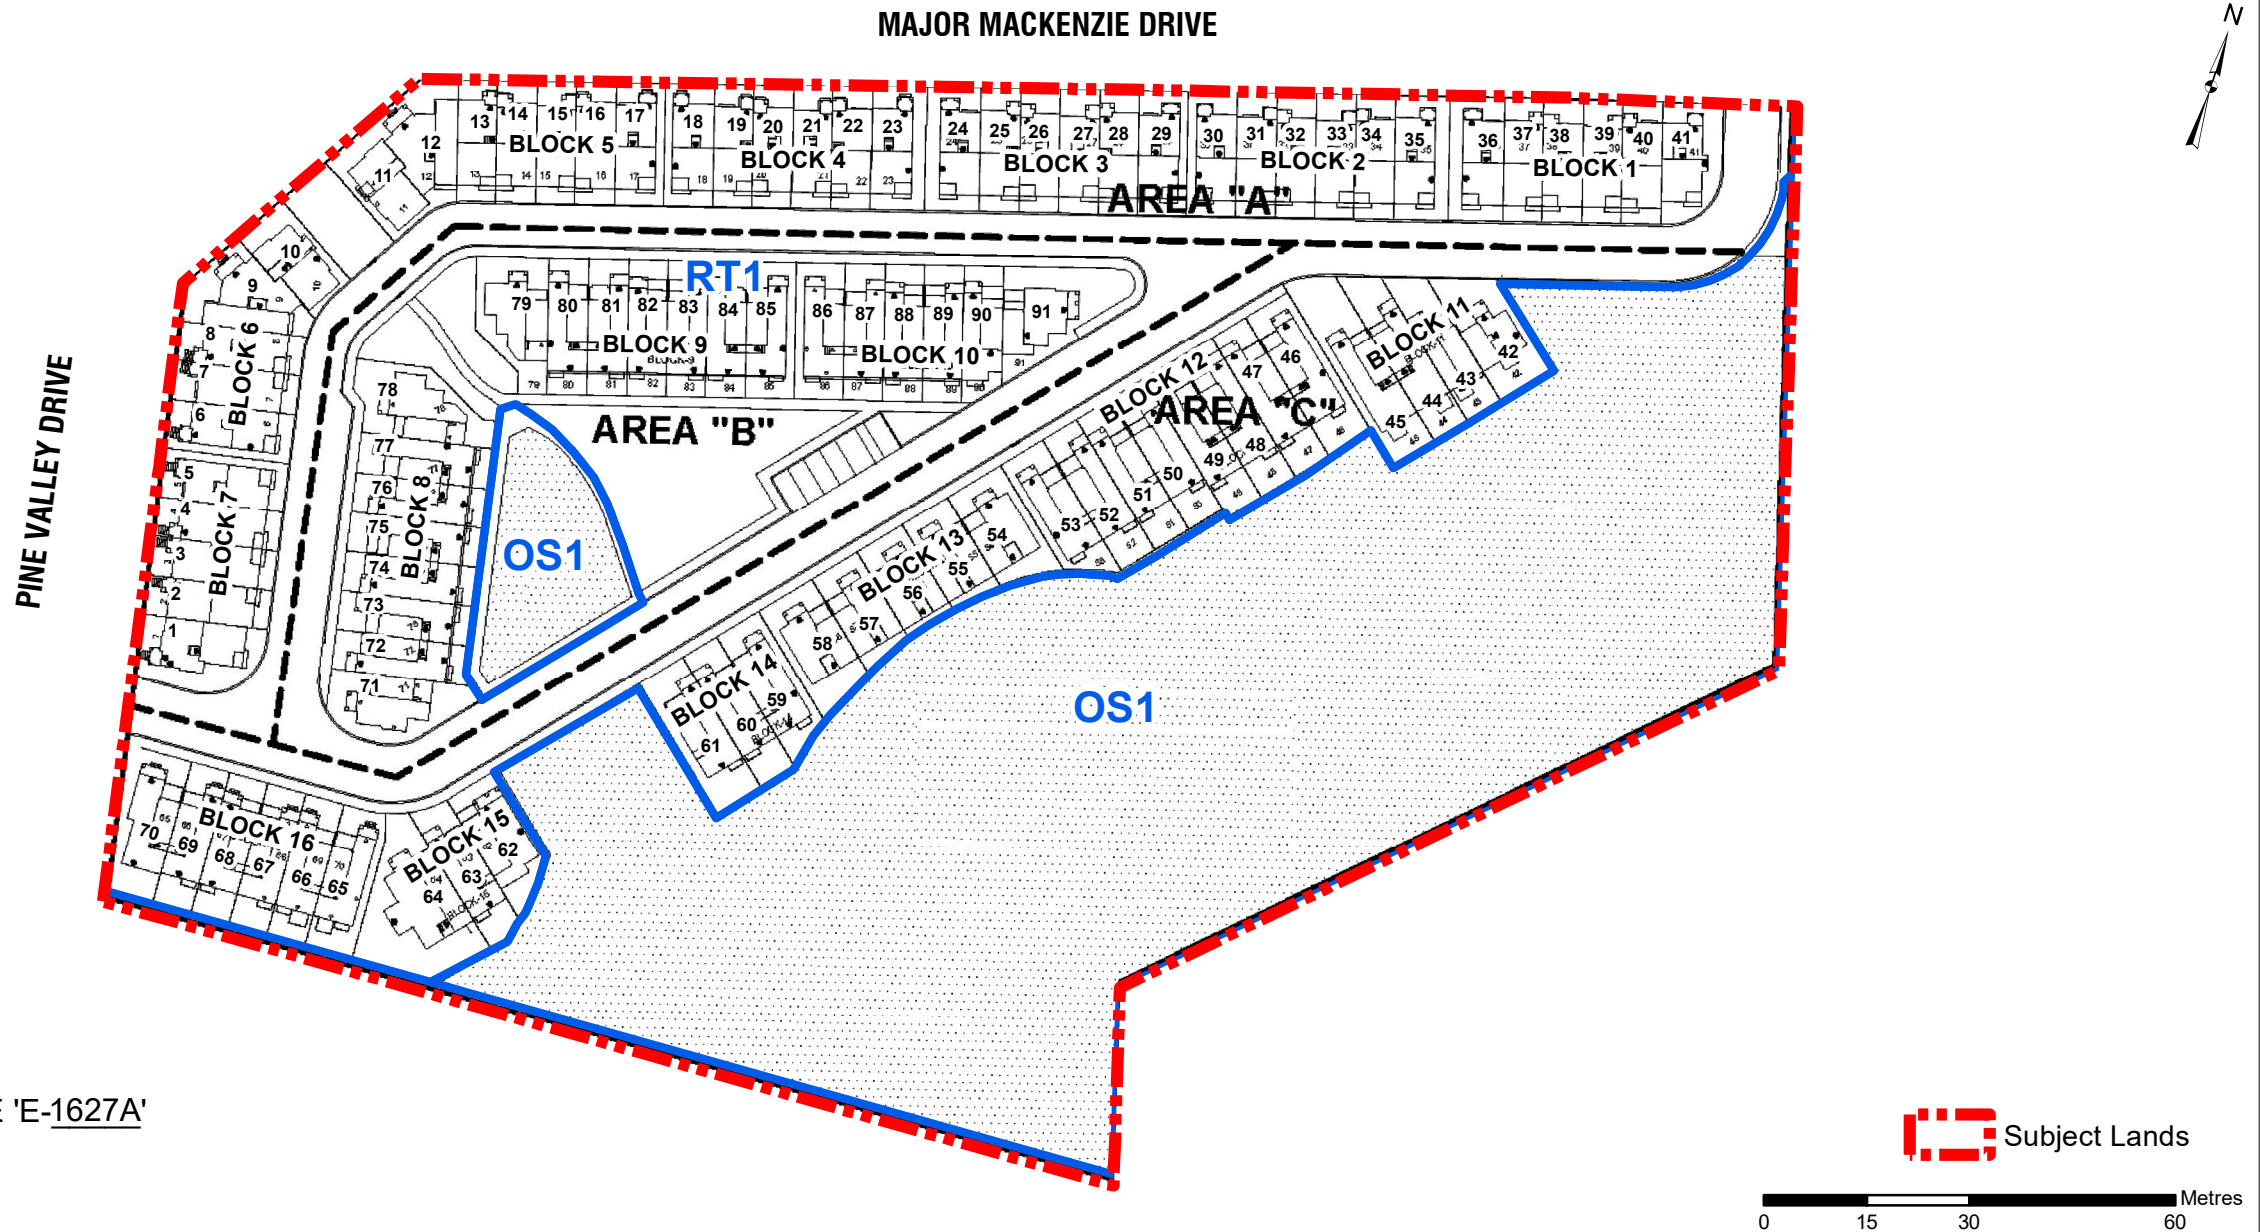 MAJOR MACKENZIE DRIVE
N
PINE VALLEY DRIVE
12 13 14 15 16 17
BLOCK 5
18 19 20 21 22 23
BLOCK 4
24 25 26 27 28 29
BLOCK 3
30 31 32 33 34 35
BLOCK 2
36 37 38 39 40 41
BLOCK 1
AREA "A"
11
10
9
8
7
6
BLOCK 6
5
4
3
2
1
BLOCK 7
RT1
79 80 81 82 83 84 85
BLOCK 9
86 87 88 89 90 91
BLOCK 10
AREA "B"
78
77
76
75
74
73
72
71
BLOCK 8
OS1
BLOCK 11
42
43
44
45
BLOCK 12
AREA "C"
46
47
48
49
50
51
52
53
BLOCK 13
54
55
56
57
58
BLOCK 14
59
60
61
BLOCK 15
62
63
64
BLOCK 16
70 69 68 67 66 65
OS1
'E-1627A'
Subject Lands
Metres
0 15 30 60